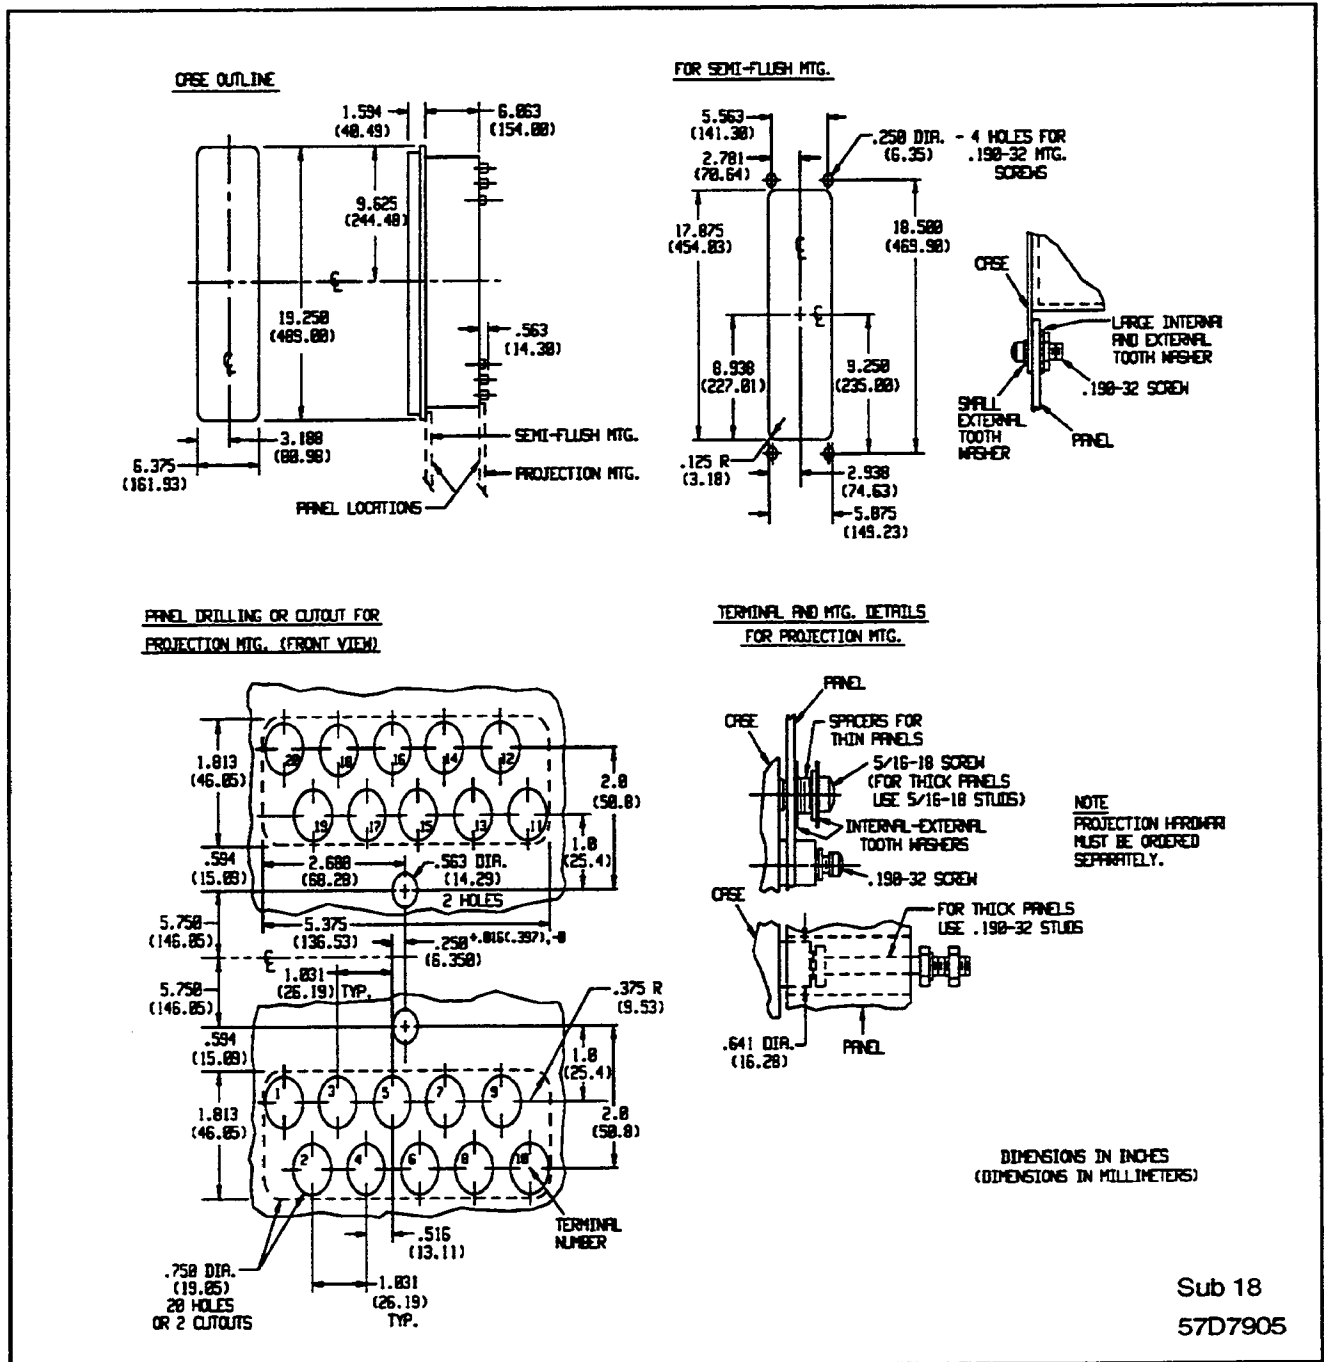 CASE OUTLINE
1.594
(40.49)
6.063
(154.00)
9.625
(244.48)
19.250
(489.00)
.563
(14.30)
3.188
(80.98)
6.375
(161.93)
SEMI-FLUSH MTG.
PROJECTION MTG.
PANEL LOCATIONS
FOR SEMI-FLUSH MTG.
5.563
(141.30)
2.781
(70.64)
.250 DIA. - 4 HOLES FOR
(6.35) .190-32 MTG.
SCREWS
17.875
(454.03)
18.500
(469.90)
8.938
(227.01)
9.250
(235.00)
.125 R
(3.18)
2.938
(74.63)
5.875
(149.23)
CASE
LARGE INTERNAL
AND EXTERNAL
TOOTH WASHER
.190-32 SCREW
SMALL
EXTERNAL
TOOTH
WASHER
PANEL
PANEL DRILLING OR CUTOUT FOR
PROJECTION MTG. (FRONT VIEW)
1.813
(46.05)
20 18 16 14 12
19 17 15 13 11
2.0
(50.8)
1.0
(25.4)
.594
(15.09)
2.688
(68.28)
.563 DIA.
(14.29)
2 HOLES
5.750
(146.05)
5.375
(136.53)
.250 +.016(.397),-0
(6.350)
1.031
(26.19) TYP.
5.750
(146.05)
.375 R
(9.53)
.594
(15.09)
1.0
(25.4)
1.813
(46.05)
1 3 5 7 9
2 4 6 8 10
2.0
(50.8)
.516
(13.11)
TERMINAL
NUMBER
.750 DIA.
(19.05)
20 HOLES
OR 2 CUTOUTS
1.031
(26.19)
TYP.
TERMINAL AND MTG. DETAILS
FOR PROJECTION MTG.
PANEL
CASE
SPACERS FOR
THIN PANELS
5/16-18 SCREW
(FOR THICK PANELS
USE 5/16-18 STUDS)
INTERNAL-EXTERNAL
TOOTH WASHERS
.190-32 SCREW
CASE
FOR THICK PANELS
USE .190-32 STUDS
.641 DIA.
(16.28)
PANEL
NOTE
PROJECTION HARDWAR
MUST BE ORDERED
SEPARATELY.
DIMENSIONS IN INCHES
(DIMENSIONS IN MILLIMETERS)
Sub 18
57D7905